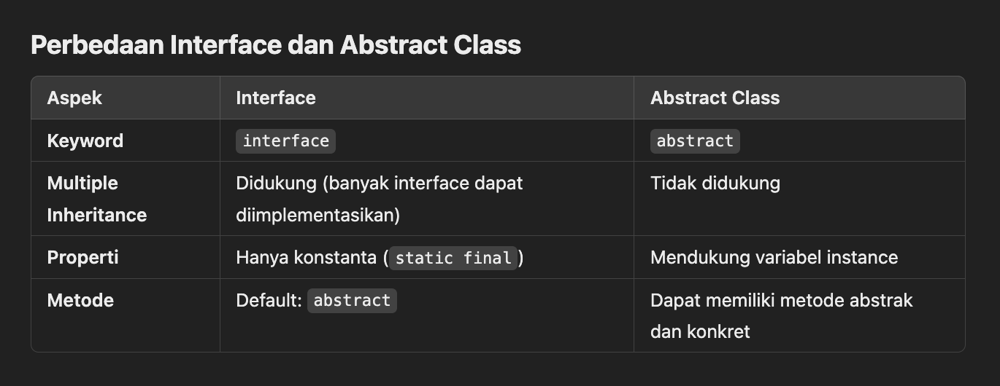 Perbedaan Interface dan Abstract Class
Aspek Interface Abstract Class
Keyword interface abstract
Multiple Inheritance Didukung (banyak interface dapat diimplementasikan) Tidak didukung
Properti Hanya konstanta (static final) Mendukung variabel instance
Metode Default: abstract Dapat memiliki metode abstrak dan konkret